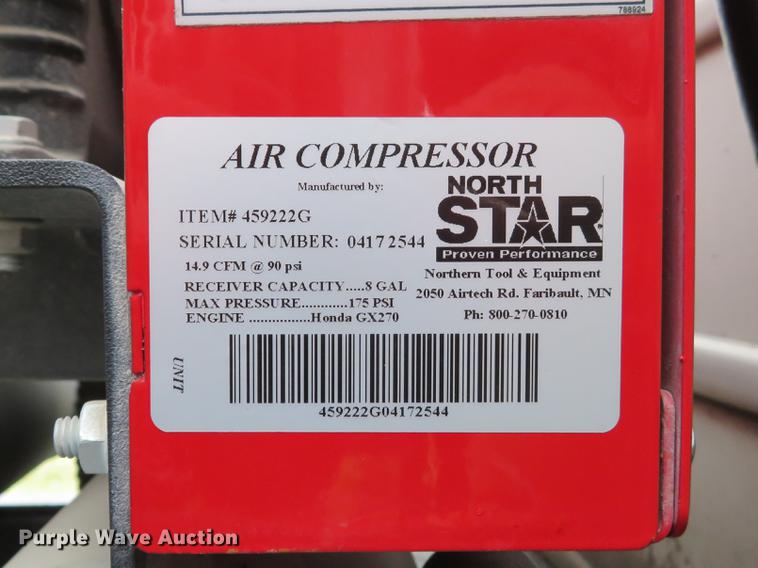 788924
AIR COMPRESSOR
Manufactured by:
NORTH
STAR®
Proven Performance
ITEM# 459222G
SERIAL NUMBER: 04172544
14.9 CFM @ 90 psi
RECEIVER CAPACITY.....8 GAL
MAX PRESSURE............175 PSI
ENGINE ................Honda GX270
Northern Tool & Equipment
2050 Airtech Rd. Faribault, MN
Ph: 800-270-0810
UNIT
459222G04172544
Purple Wave Auction